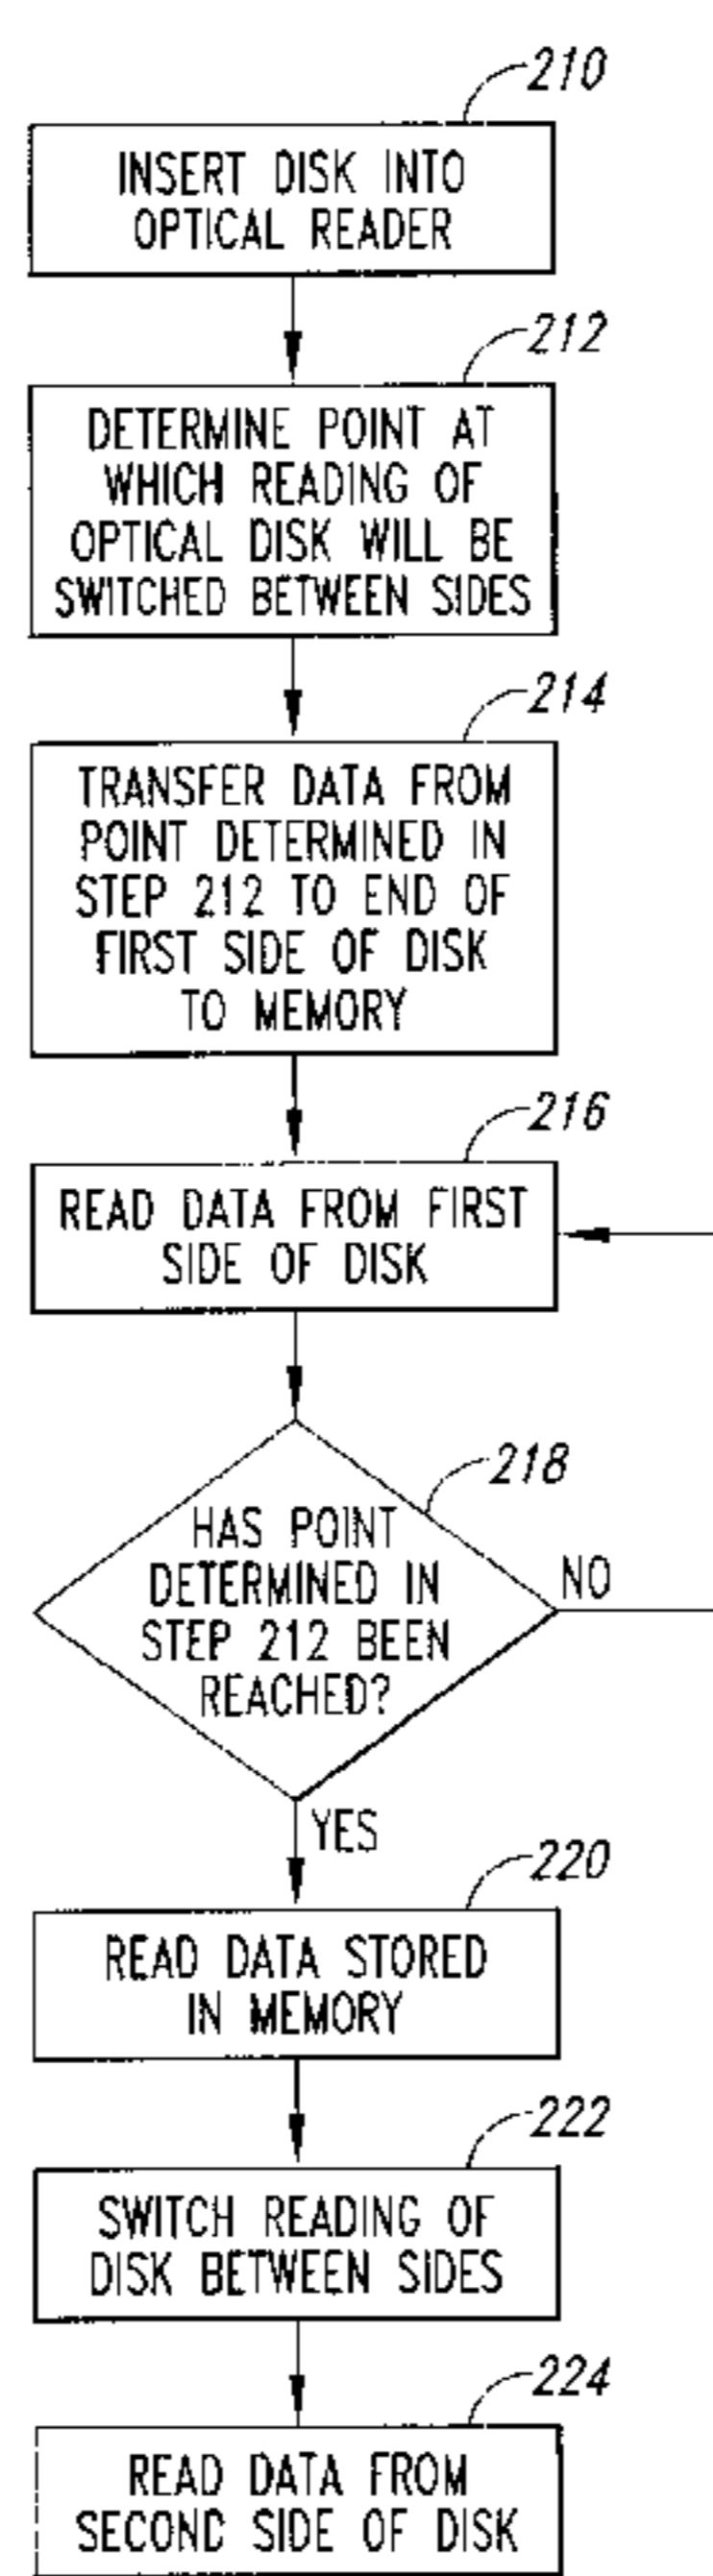 210
INSERT DISK INTO
OPTICAL READER
212
DETERMINE POINT AT
WHICH READING OF
OPTICAL DISK WILL BE
SWITCHED BETWEEN SIDES
214
TRANSFER DATA FROM
POINT DETERMINED IN
STEP 212 TO END OF
FIRST SIDE OF DISK
TO MEMORY
216
READ DATA FROM FIRST
SIDE OF DISK
218
HAS POINT
DETERMINED IN
STEP 212 BEEN
REACHED?
NO
YES
220
READ DATA STORED
IN MEMORY
222
SWITCH READING OF
DISK BETWEEN SIDES
224
READ DATA FROM
SECOND SIDE OF DISK